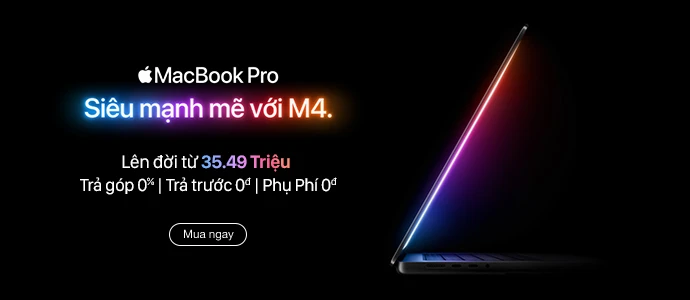 MacBook Pro
Siêu mạnh mẽ với M4.
Lên đời từ 35.49 Triệu
Trả góp 0% | Trả trước 0đ | Phụ Phí 0đ
Mua ngay